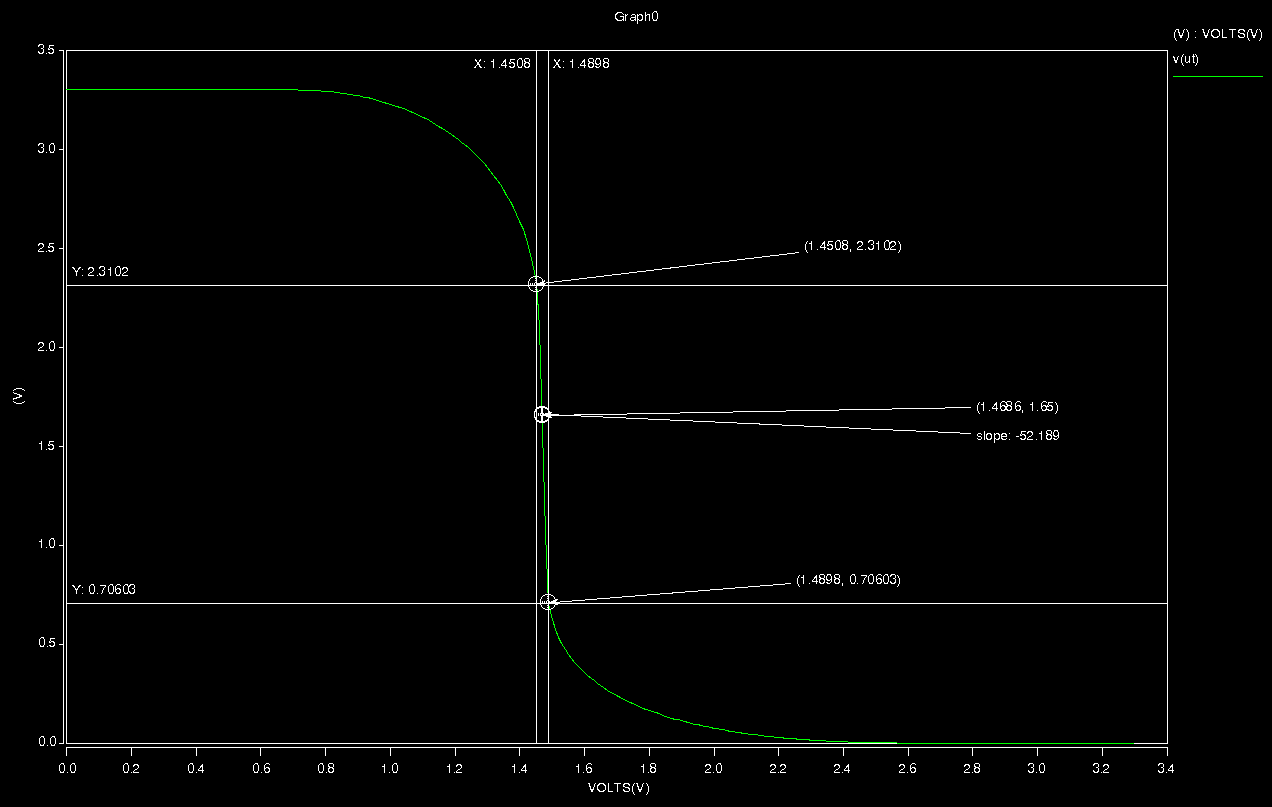 Graph0
(V) : VOLTS(V)
v(ut)
X: 1.4508
X: 1.4898
3.5
3.0
2.5
2.0
1.5
1.0
0.5
0.0
(V)
Y: 2.3102
(1.4508, 2.3102)
(1.4686, 1.65)
slope: -52.189
Y: 0.70603
(1.4898, 0.70603)
0.0 0.2 0.4 0.6 0.8 1.0 1.2 1.4 1.6 1.8 2.0 2.2 2.4 2.6 2.8 3.0 3.2 3.4
VOLTS(V)